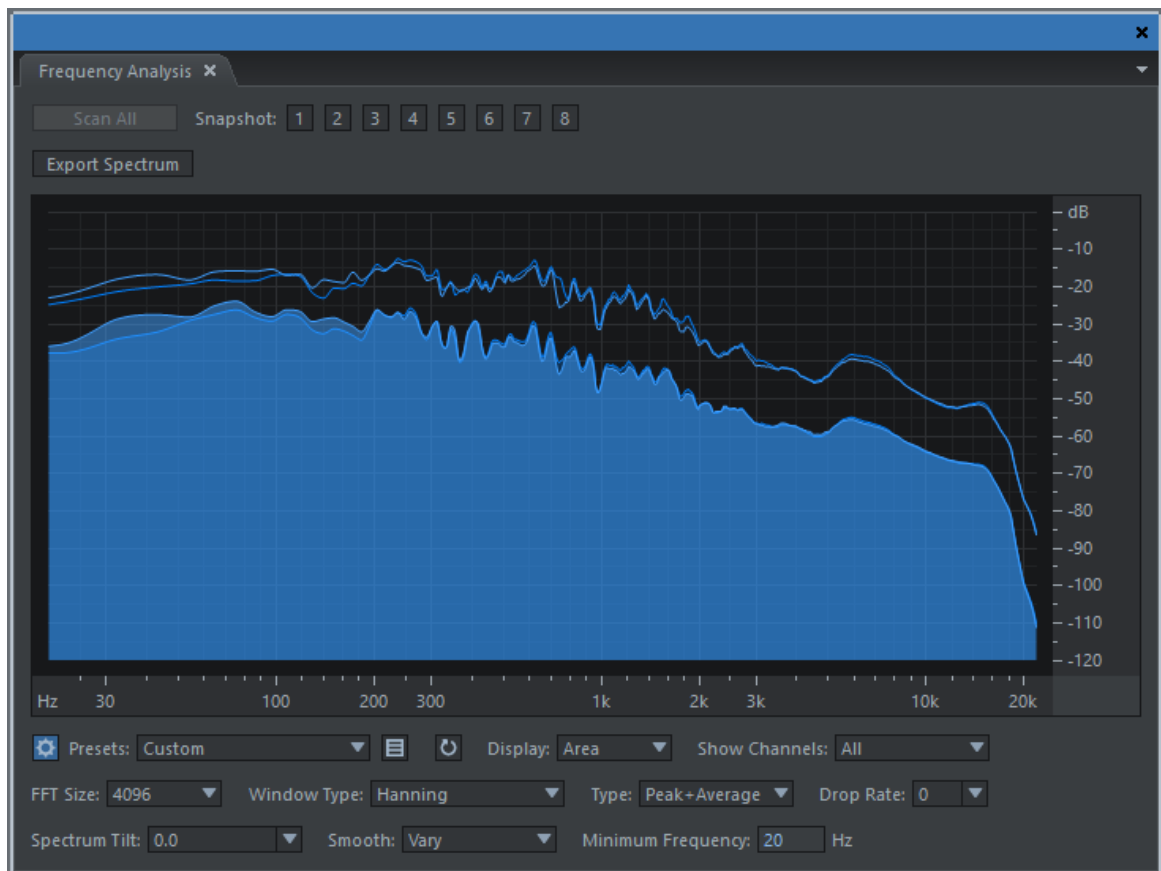 Frequency Analysis
Scan All Snapshot: 1 2 3 4 5 6 7 8
Export Spectrum
dB
-10
-20
-30
-40
-50
-60
-70
-80
-90
-100
-110
-120
Hz 30 100 200 300 1k 2k 3k 10k 20k
Presets: Custom Display: Area Show Channels: All
FFT Size: 4096 Window Type: Hanning Type: Peak+Average Drop Rate: 0
Spectrum Tilt: 0.0 Smooth: Vary Minimum Frequency: 20 Hz